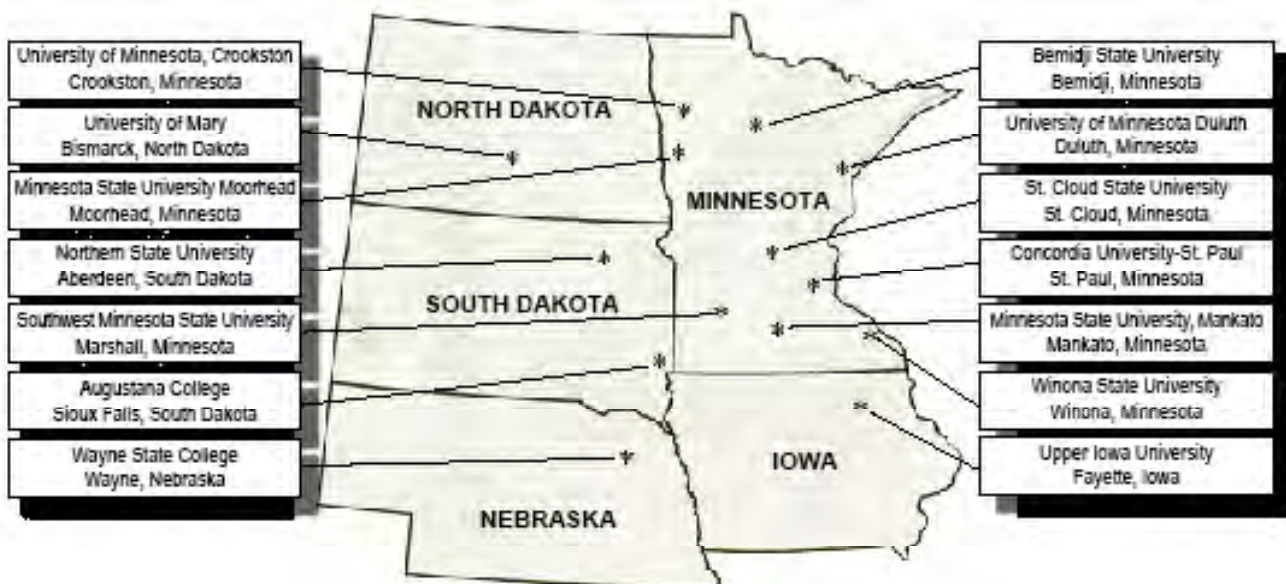 University of Minnesota, Crookston
Crookston, Minnesota
University of Mary
Bismarck, North Dakota
Minnesota State University Moorhead
Moorhead, Minnesota
Northern State University
Aberdeen, South Dakota
Southwest Minnesota State University
Marshall, Minnesota
Augustana College
Sioux Falls, South Dakota
Wayne State College
Wayne, Nebraska
NORTH DAKOTA
MINNESOTA
SOUTH DAKOTA
IOWA
NEBRASKA
Bemidji State University
Bemidji, Minnesota
University of Minnesota Duluth
Duluth, Minnesota
St. Cloud State University
St. Cloud, Minnesota
Concordia University-St. Paul
St. Paul, Minnesota
Minnesota State University, Mankato
Mankato, Minnesota
Winona State University
Winona, Minnesota
Upper Iowa University
Fayette, Iowa